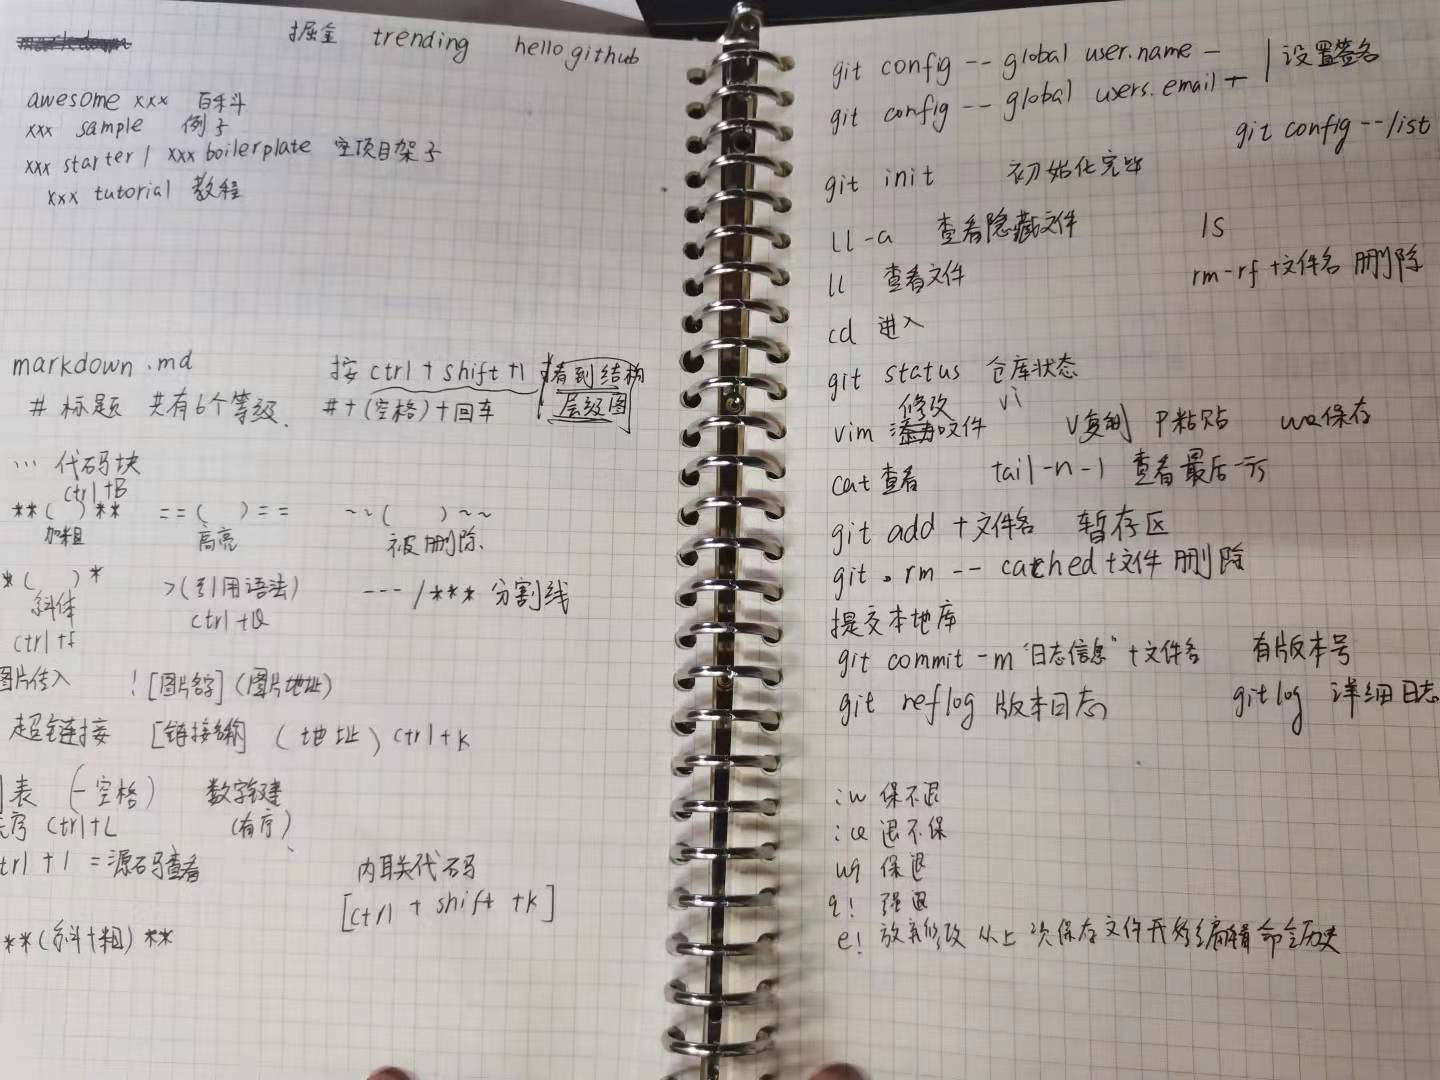 掘金 trending hellogithub
awesome xxx 百科
xxx sample 例子
xxx starter / xxx boilerplate 空项目架子
xxx tutorial 教程
markdown .md 按 ctrl + shift +1 看到结构
# 标题 共有6个等级. #+(空格)+回车 层级图
... 代码块
ctrl+B
**( )** ==( )== ~~( )~~
加粗 高亮 被删除.
*( )* >(引用语法) ---/*** 分割线
斜体 ctrl+Q
ctrl+I
图片传入 ![图片名字](图片地址)
超链接 [链接名称] (地址) ctrl+k
表 (-空格) 数字键
序 ctrl+L (有序)
trl +1 =源码查看 内联代码
[ctrl + shift +k]
**(斜+粗)**
git config -- global user.name - 设置签名
git config -- global users.email+
git config --list
git init 初始化完毕
ll -a 查看隐藏文件 ls
ll 查看文件 rm-rf +文件名 删除
cd 进入
git status 仓库状态
修改 vi
vim 文件 V复制 P粘贴 wq保存
cat 查看 tail-n-1 查看最后一行
git add +文件名 暂存区
git . rm -- cached+文件 删除
提交本地库
git commit -m "日志信息"+文件名 有版本号
git reflog 版本日志 git log 详细日志
:w 保不退
退不保
wq 保退
q! 强退
e! 放弃修改 从上次保存文件开始编辑 命令历史